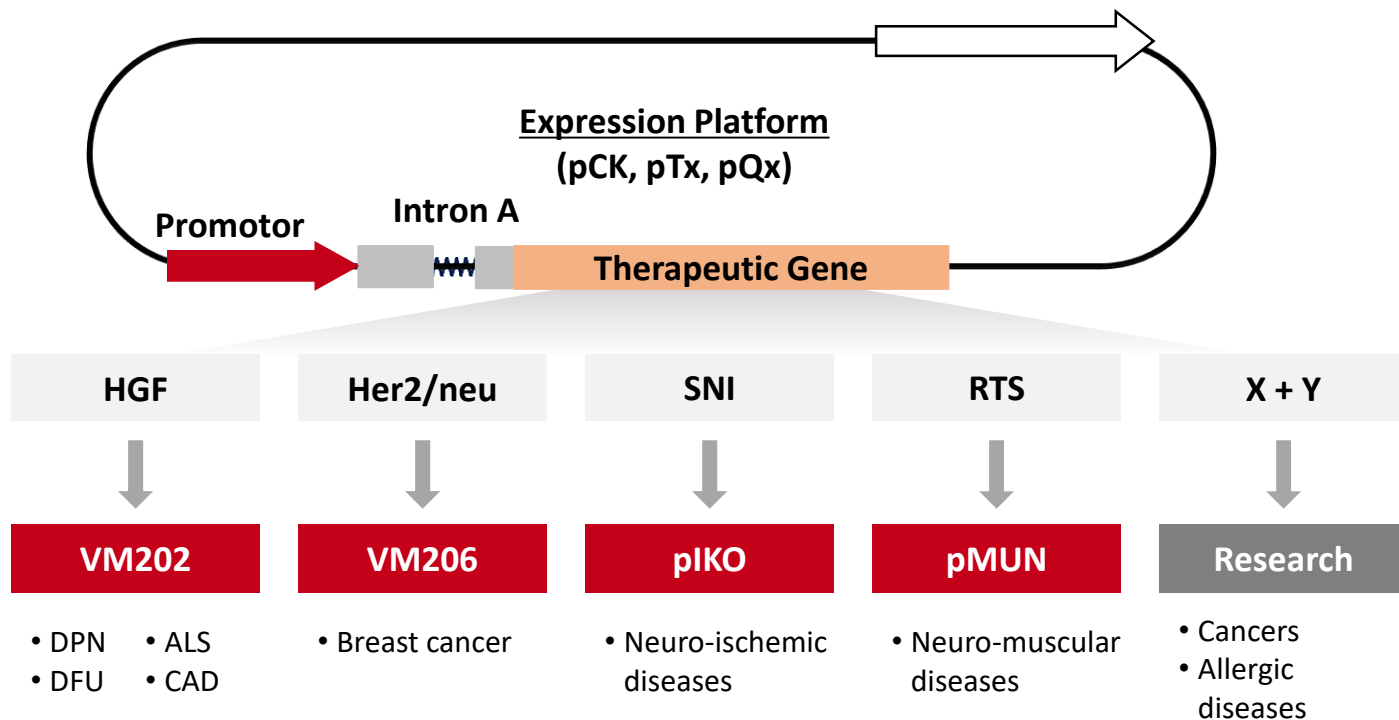 Expression Platform
(pCK, pTx, pQx)
Promotor
Intron A
Therapeutic Gene
HGF
Her2/neu
SNI
RTS
X + Y
VM202
VM206
pIKO
pMUN
Research
• DPN
• DFU
• ALS
• CAD
• Breast cancer
• Neuro-ischemic
diseases
• Neuro-muscular
diseases
• Cancers
• Allergic
diseases